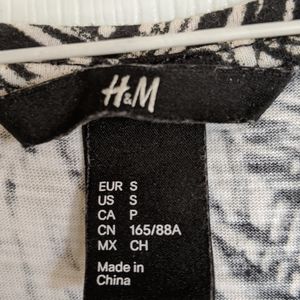 H&M
EUR S
US S
CA P
CN 165/88A
MX CH
Made in
China